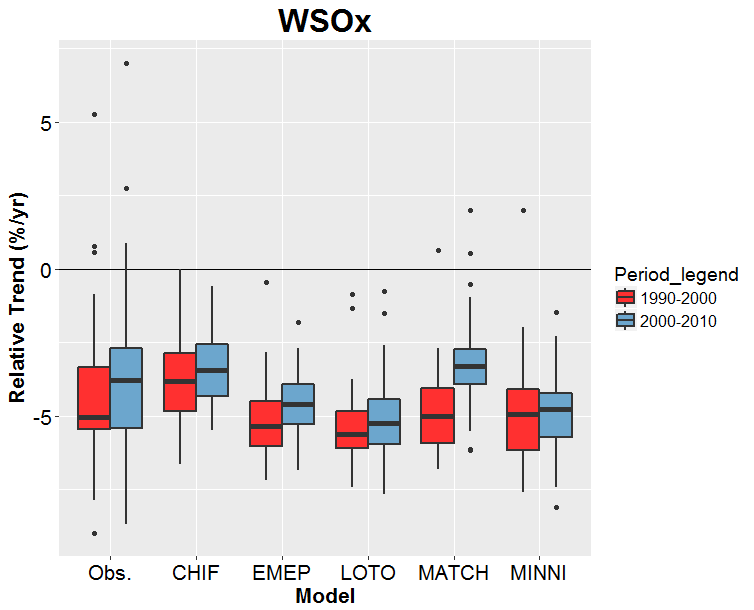 WSOx
Relative Trend (%/yr)
5
0
-5
Obs. CHIF EMEP LOTO MATCH MINNI
Model
Period_legend
1990-2000
2000-2010